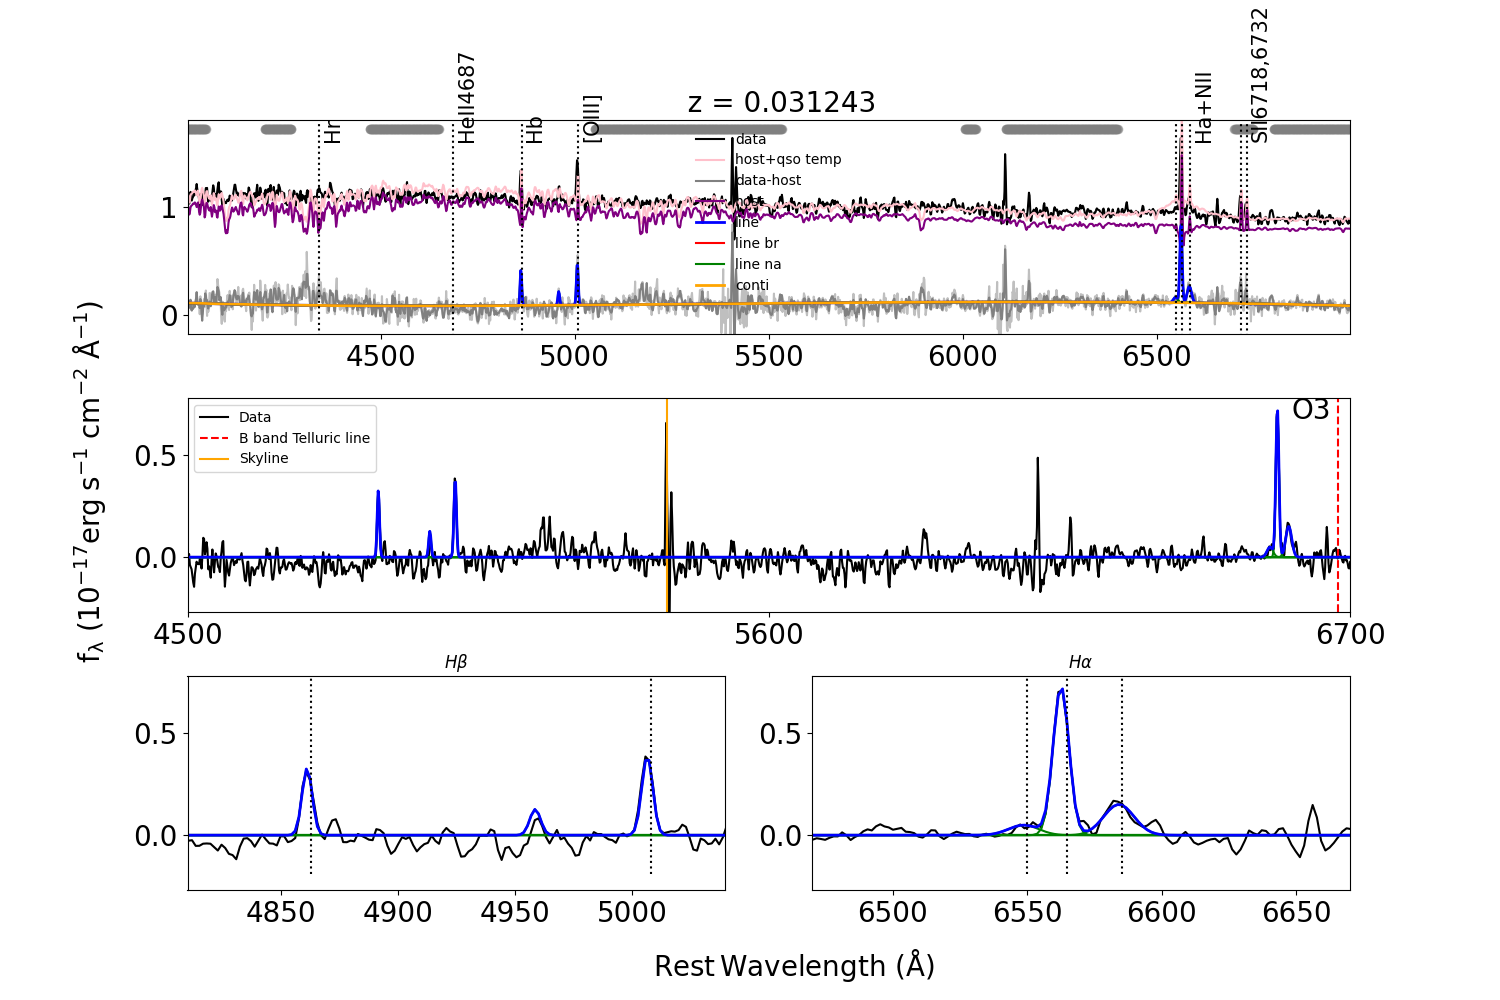 z = 0.031243
Hr
HeII4687
Hb
[OIII]
Ha+NII
SII6718,6732
data
host+qso temp
data-host
host
line
line br
line na
conti
1
0
4500
5000
5500
6000
6500
f_λ (10^{-17} erg s^{-1} cm^{-2} Å^{-1})
Data
B band Telluric line
Skyline
O3
0.5
0.0
4500
5600
6700
Hβ
0.5
0.0
4850
4900
4950
5000
Hα
0.5
0.0
6500
6550
6600
6650
Rest Wavelength (Å)